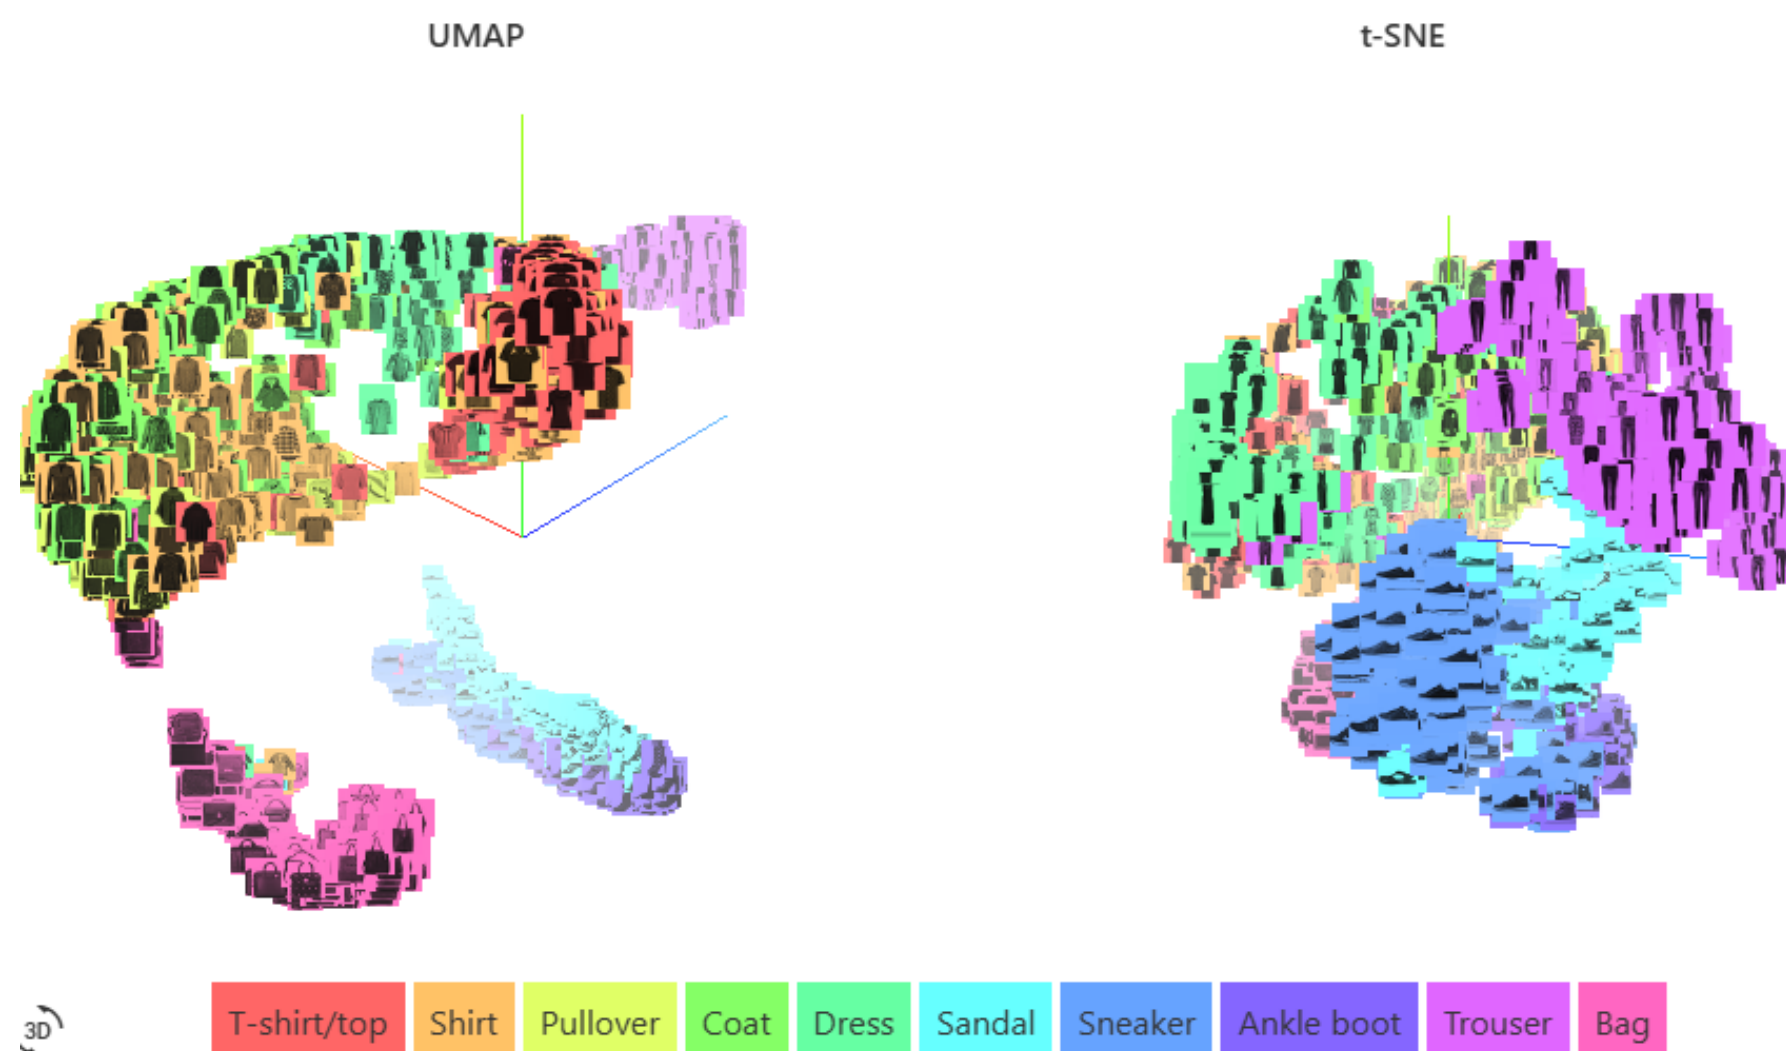 UMAP
t-SNE
3D
T-shirt/top Shirt Pullover Coat Dress Sandal Sneaker Ankle boot Trouser Bag